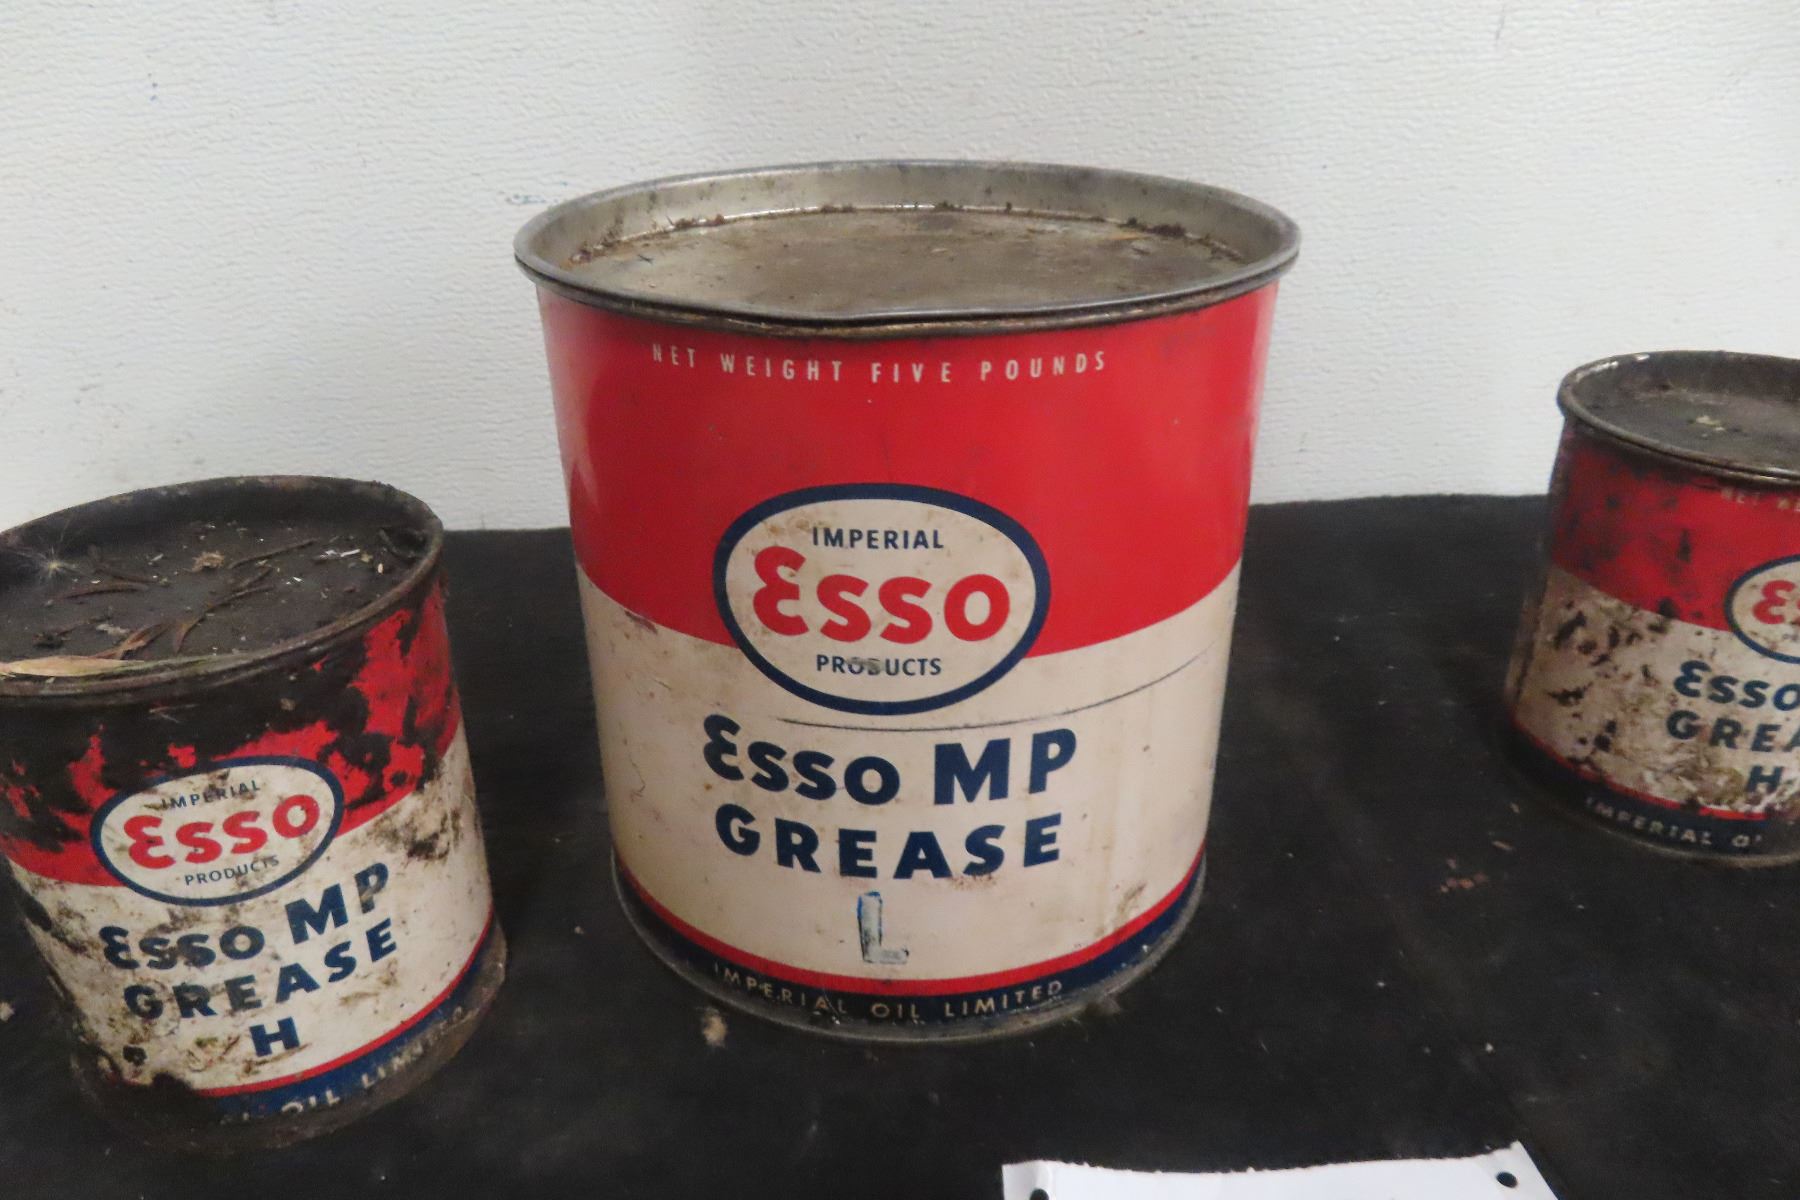 IMPERIAL
Esso
PRODUCTS
Esso MP
GREASE
H
OIL LIMITED
NET WEIGHT FIVE POUNDS
IMPERIAL
Esso
PRODUCTS
Esso MP
GREASE
L
IMPERIAL OIL LIMITED
NET
Esso
H
IMPERIAL